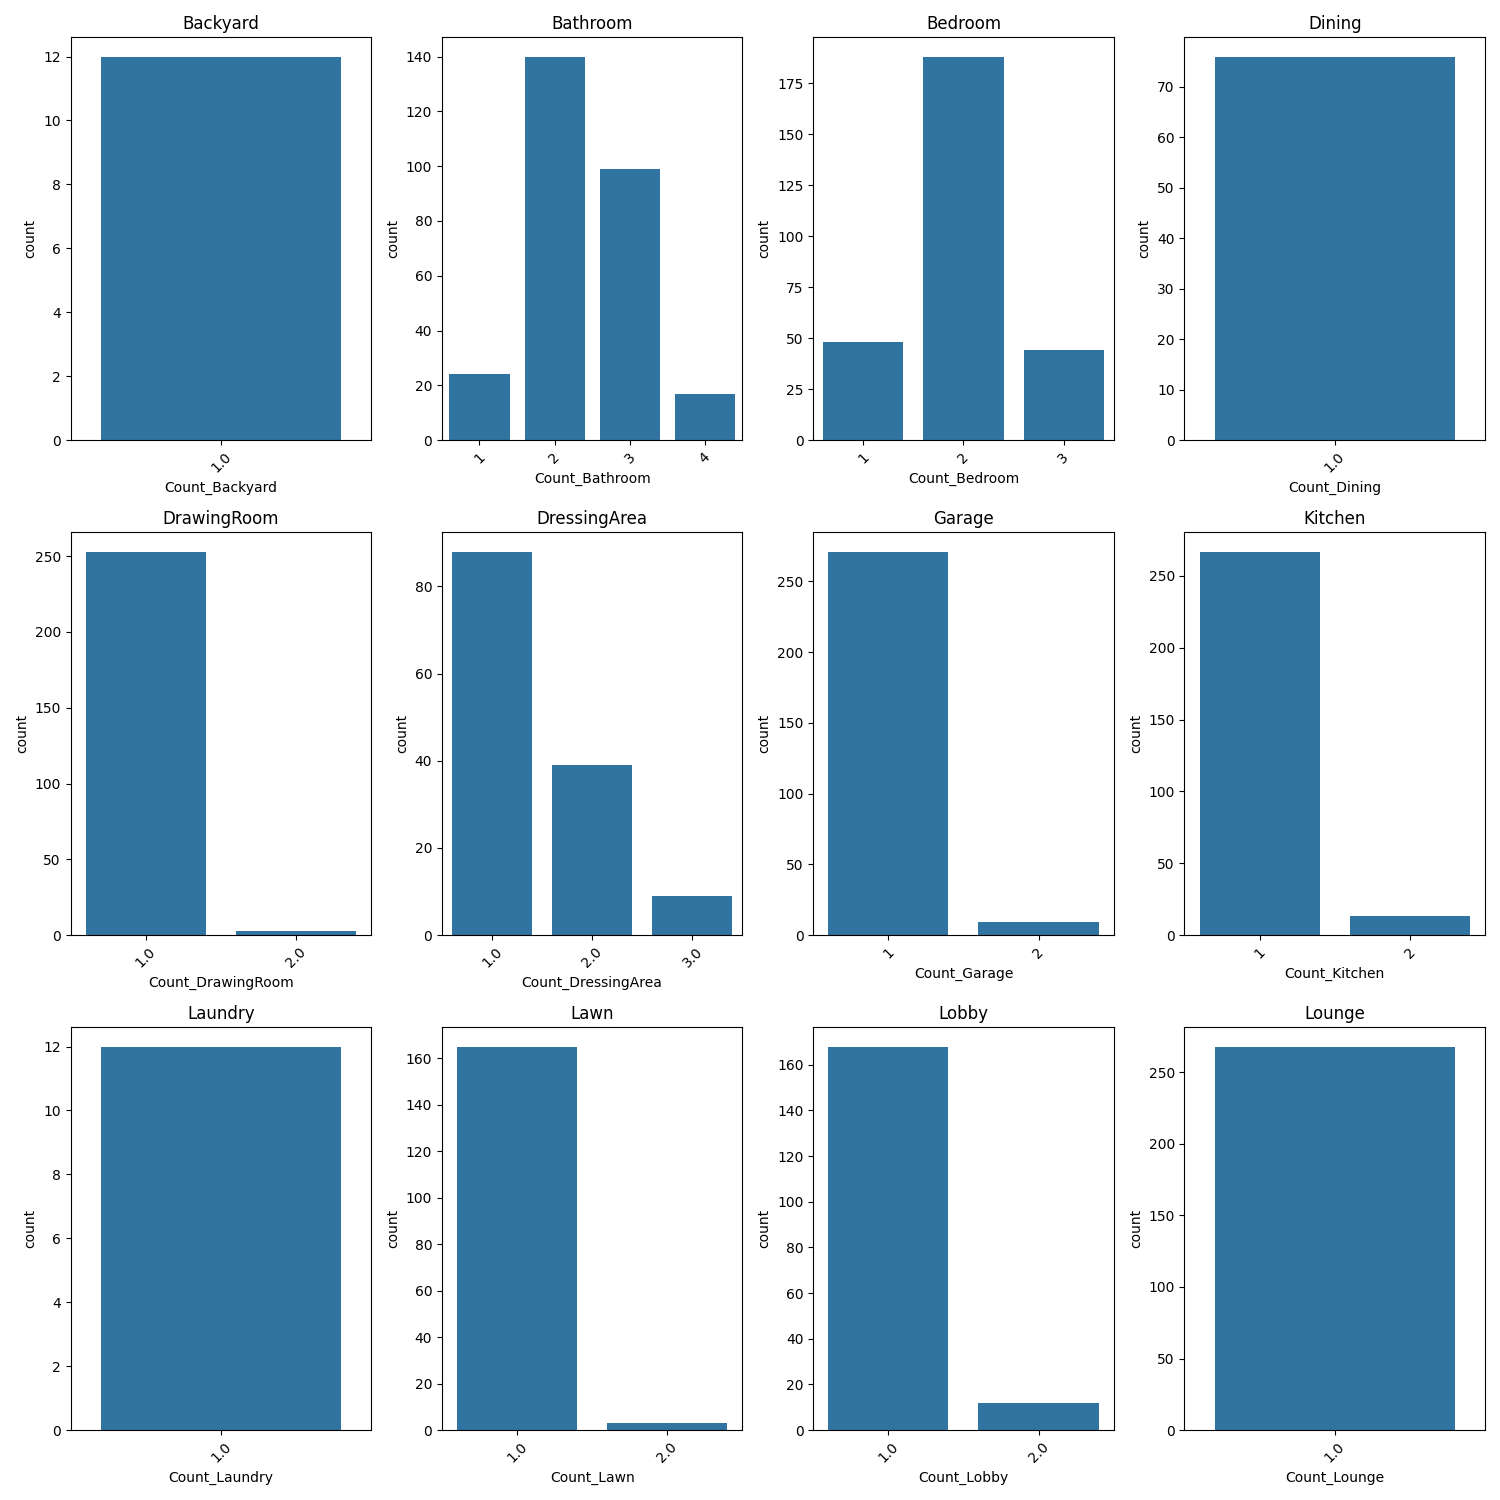 Backyard
12
10
8
6
4
2
0
count
1.0
Count_Backyard
Bathroom
140
120
100
80
60
40
20
0
count
1 2 3 4
Count_Bathroom
Bedroom
175
150
125
100
75
50
25
0
count
1 2 3
Count_Bedroom
Dining
70
60
50
40
30
20
10
0
count
1.0
Count_Dining
DrawingRoom
250
200
150
100
50
0
count
1.0 2.0
Count_DrawingRoom
DressingArea
80
60
40
20
0
count
1.0 2.0 3.0
Count_DressingArea
Garage
250
200
150
100
50
0
count
1 2
Count_Garage
Kitchen
250
200
150
100
50
0
count
1 2
Count_Kitchen
Laundry
12
10
8
6
4
2
0
count
1.0
Count_Laundry
Lawn
160
140
120
100
80
60
40
20
0
count
1.0 2.0
Count_Lawn
Lobby
160
140
120
100
80
60
40
20
0
count
1.0 2.0
Count_Lobby
Lounge
250
200
150
100
50
0
count
1.0
Count_Lounge